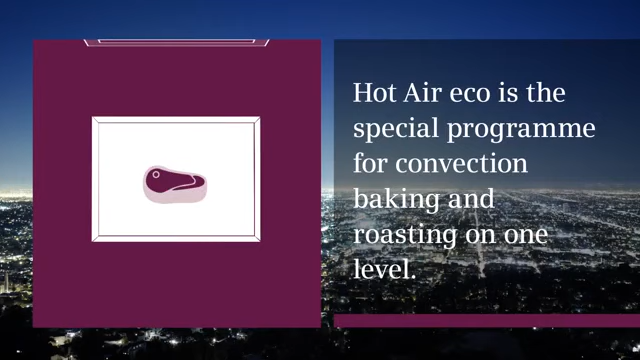 Hot Air eco is the
special programme
for convection
baking and
roasting on one
level.